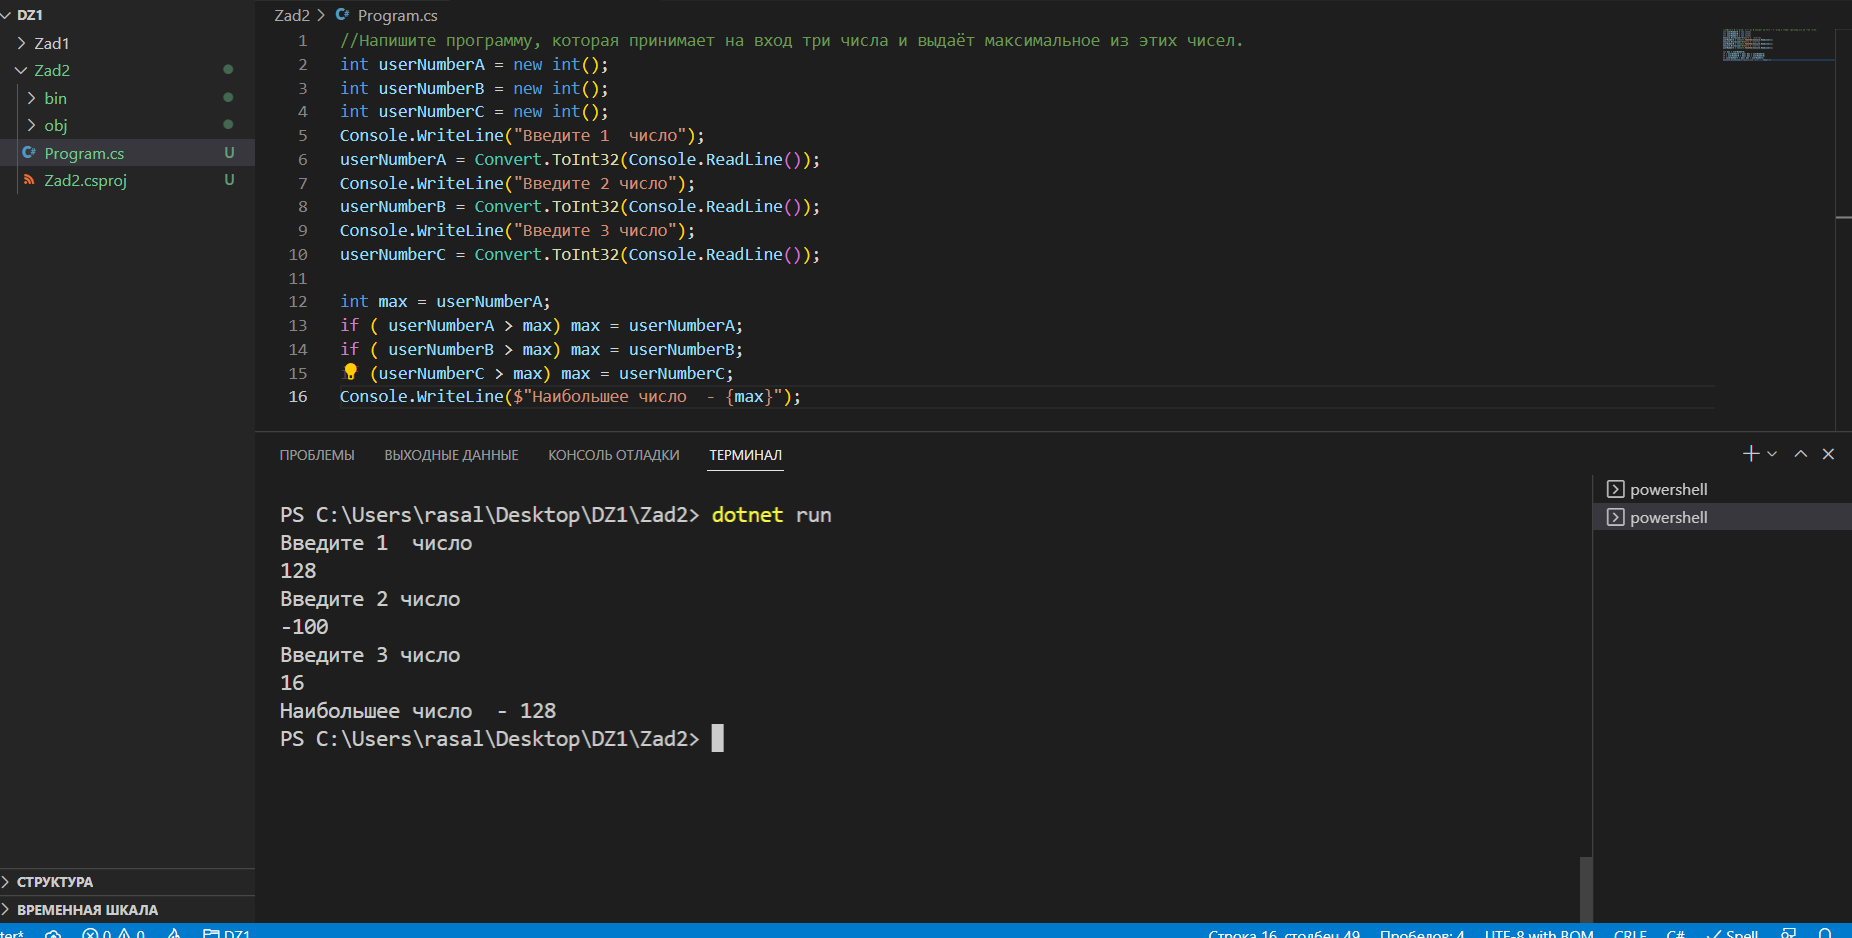 DZ1
Zad1
Zad2
bin
obj
Program.cs U
Zad2.csproj U
СТРУКТУРА
ВРЕМЕННАЯ ШКАЛА
Zad2 > Program.cs
1 //Напишите программу, которая принимает на вход три числа и выдаёт максимальное из этих чисел.
2 int userNumberA = new int();
3 int userNumberB = new int();
4 int userNumberC = new int();
5 Console.WriteLine("Введите 1  число");
6 userNumberA = Convert.ToInt32(Console.ReadLine());
7 Console.WriteLine("Введите 2 число");
8 userNumberB = Convert.ToInt32(Console.ReadLine());
9 Console.WriteLine("Введите 3 число");
10 userNumberC = Convert.ToInt32(Console.ReadLine());
11
12 int max = userNumberA;
13 if ( userNumberA > max) max = userNumberA;
14 if ( userNumberB > max) max = userNumberB;
15 (userNumberC > max) max = userNumberC;
16 Console.WriteLine($"Наибольшее число  - {max}");
ПРОБЛЕМЫ ВЫХОДНЫЕ ДАННЫЕ КОНСОЛЬ ОТЛАДКИ ТЕРМИНАЛ
PS C:\Users\rasal\Desktop\DZ1\Zad2> dotnet run
Введите 1  число
128
Введите 2 число
-100
Введите 3 число
16
Наибольшее число  - 128
PS C:\Users\rasal\Desktop\DZ1\Zad2>
powershell
powershell
ter* 0 0 DZ1 Строка 16, столбец 49 Пробелов: 4 UTF-8 with BOM CRLF C# Spell